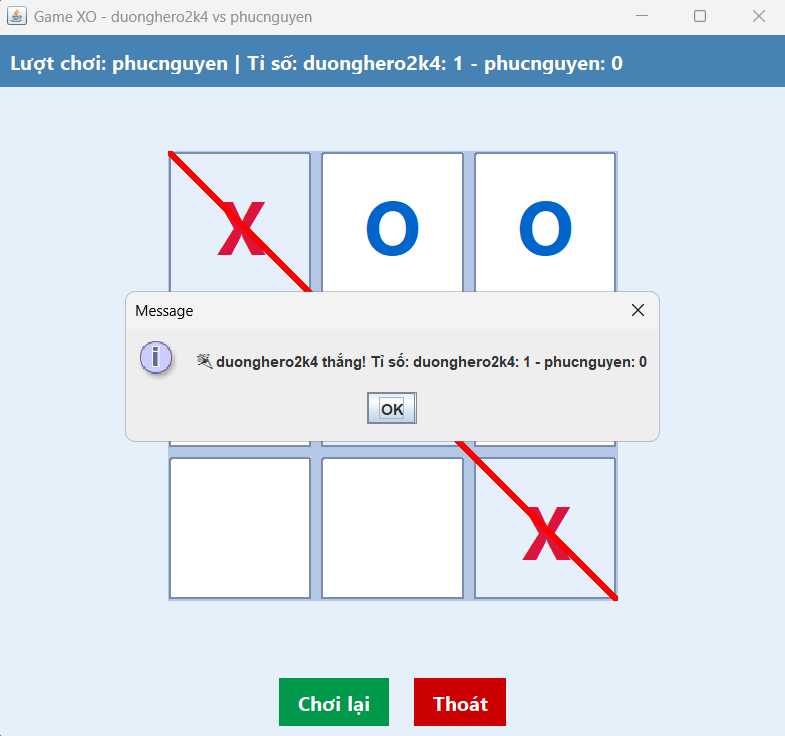 Game XO - duonghero2k4 vs phucnguyen
Lượt chơi: phucnguyen | Tỉ số: duonghero2k4: 1 - phucnguyen: 0
X O O
Message
duonghero2k4 thắng! Tỉ số: duonghero2k4: 1 - phucnguyen: 0
OK
X
Chơi lại Thoát